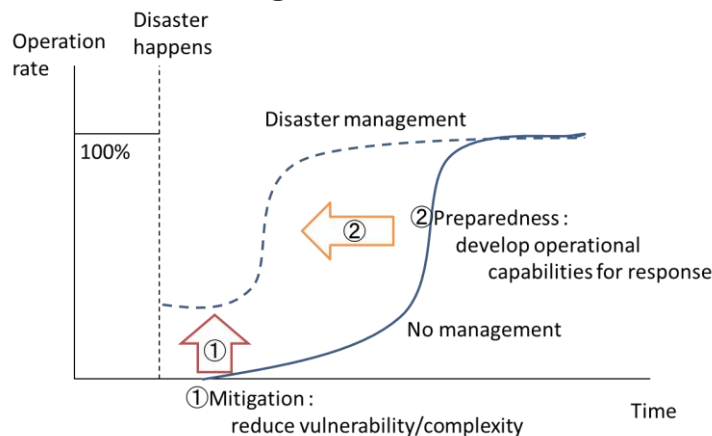 Disaster
happens
Operation
rate
100%
Disaster management
②
②Preparedness :
develop operational
capabilities for response
No management
①
①Mitigation :
reduce vulnerability/complexity
Time